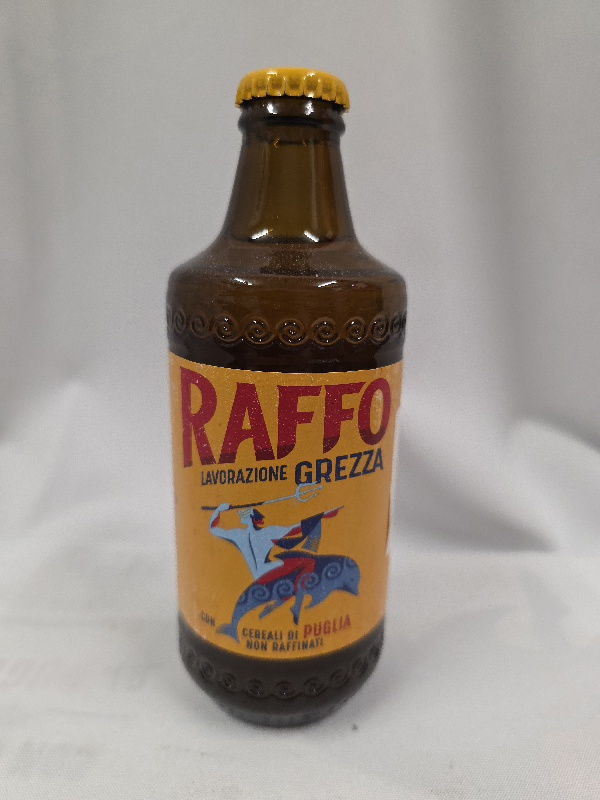 RAFFO
LAVORAZIONE GREZZA
CON
CEREALI DI PUGLIA
NON RAFFINATI